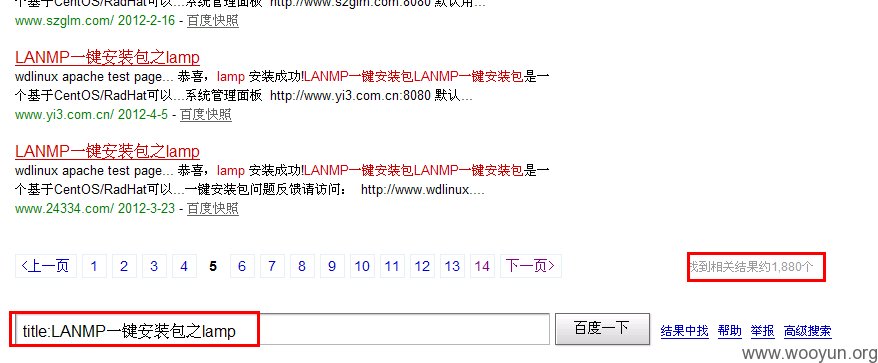 个基于CentOS/RadHat可以...系统管理面板 http://www.szglm.com:8080 默认用...
www.szglm.com/ 2012-2-16 - 百度快照
LANMP一键安装包之lamp
wdlinux apache test page... 恭喜，lamp 安装成功!LANMP一键安装包LANMP一键安装包是一
个基于CentOS/RadHat可以...系统管理面板 http://www.yi3.com.cn:8080 默认...
www.yi3.com.cn/ 2012-4-5 - 百度快照
LANMP一键安装包之lamp
wdlinux apache test page... 恭喜，lamp 安装成功!LANMP一键安装包LANMP一键安装包是一
个基于CentOS/RadHat可以...一键安装包问题反馈请访问： http://www.wdlinux....
www.24334.com/ 2012-3-23 - 百度快照
<上一页 1 2 3 4 5 6 7 8 9 10 11 12 13 14 下一页> 找到相关结果约1,880个
title:LANMP一键安装包之lamp 百度一下 结果中找 帮助 举报 高级搜索
www.wooyun.org